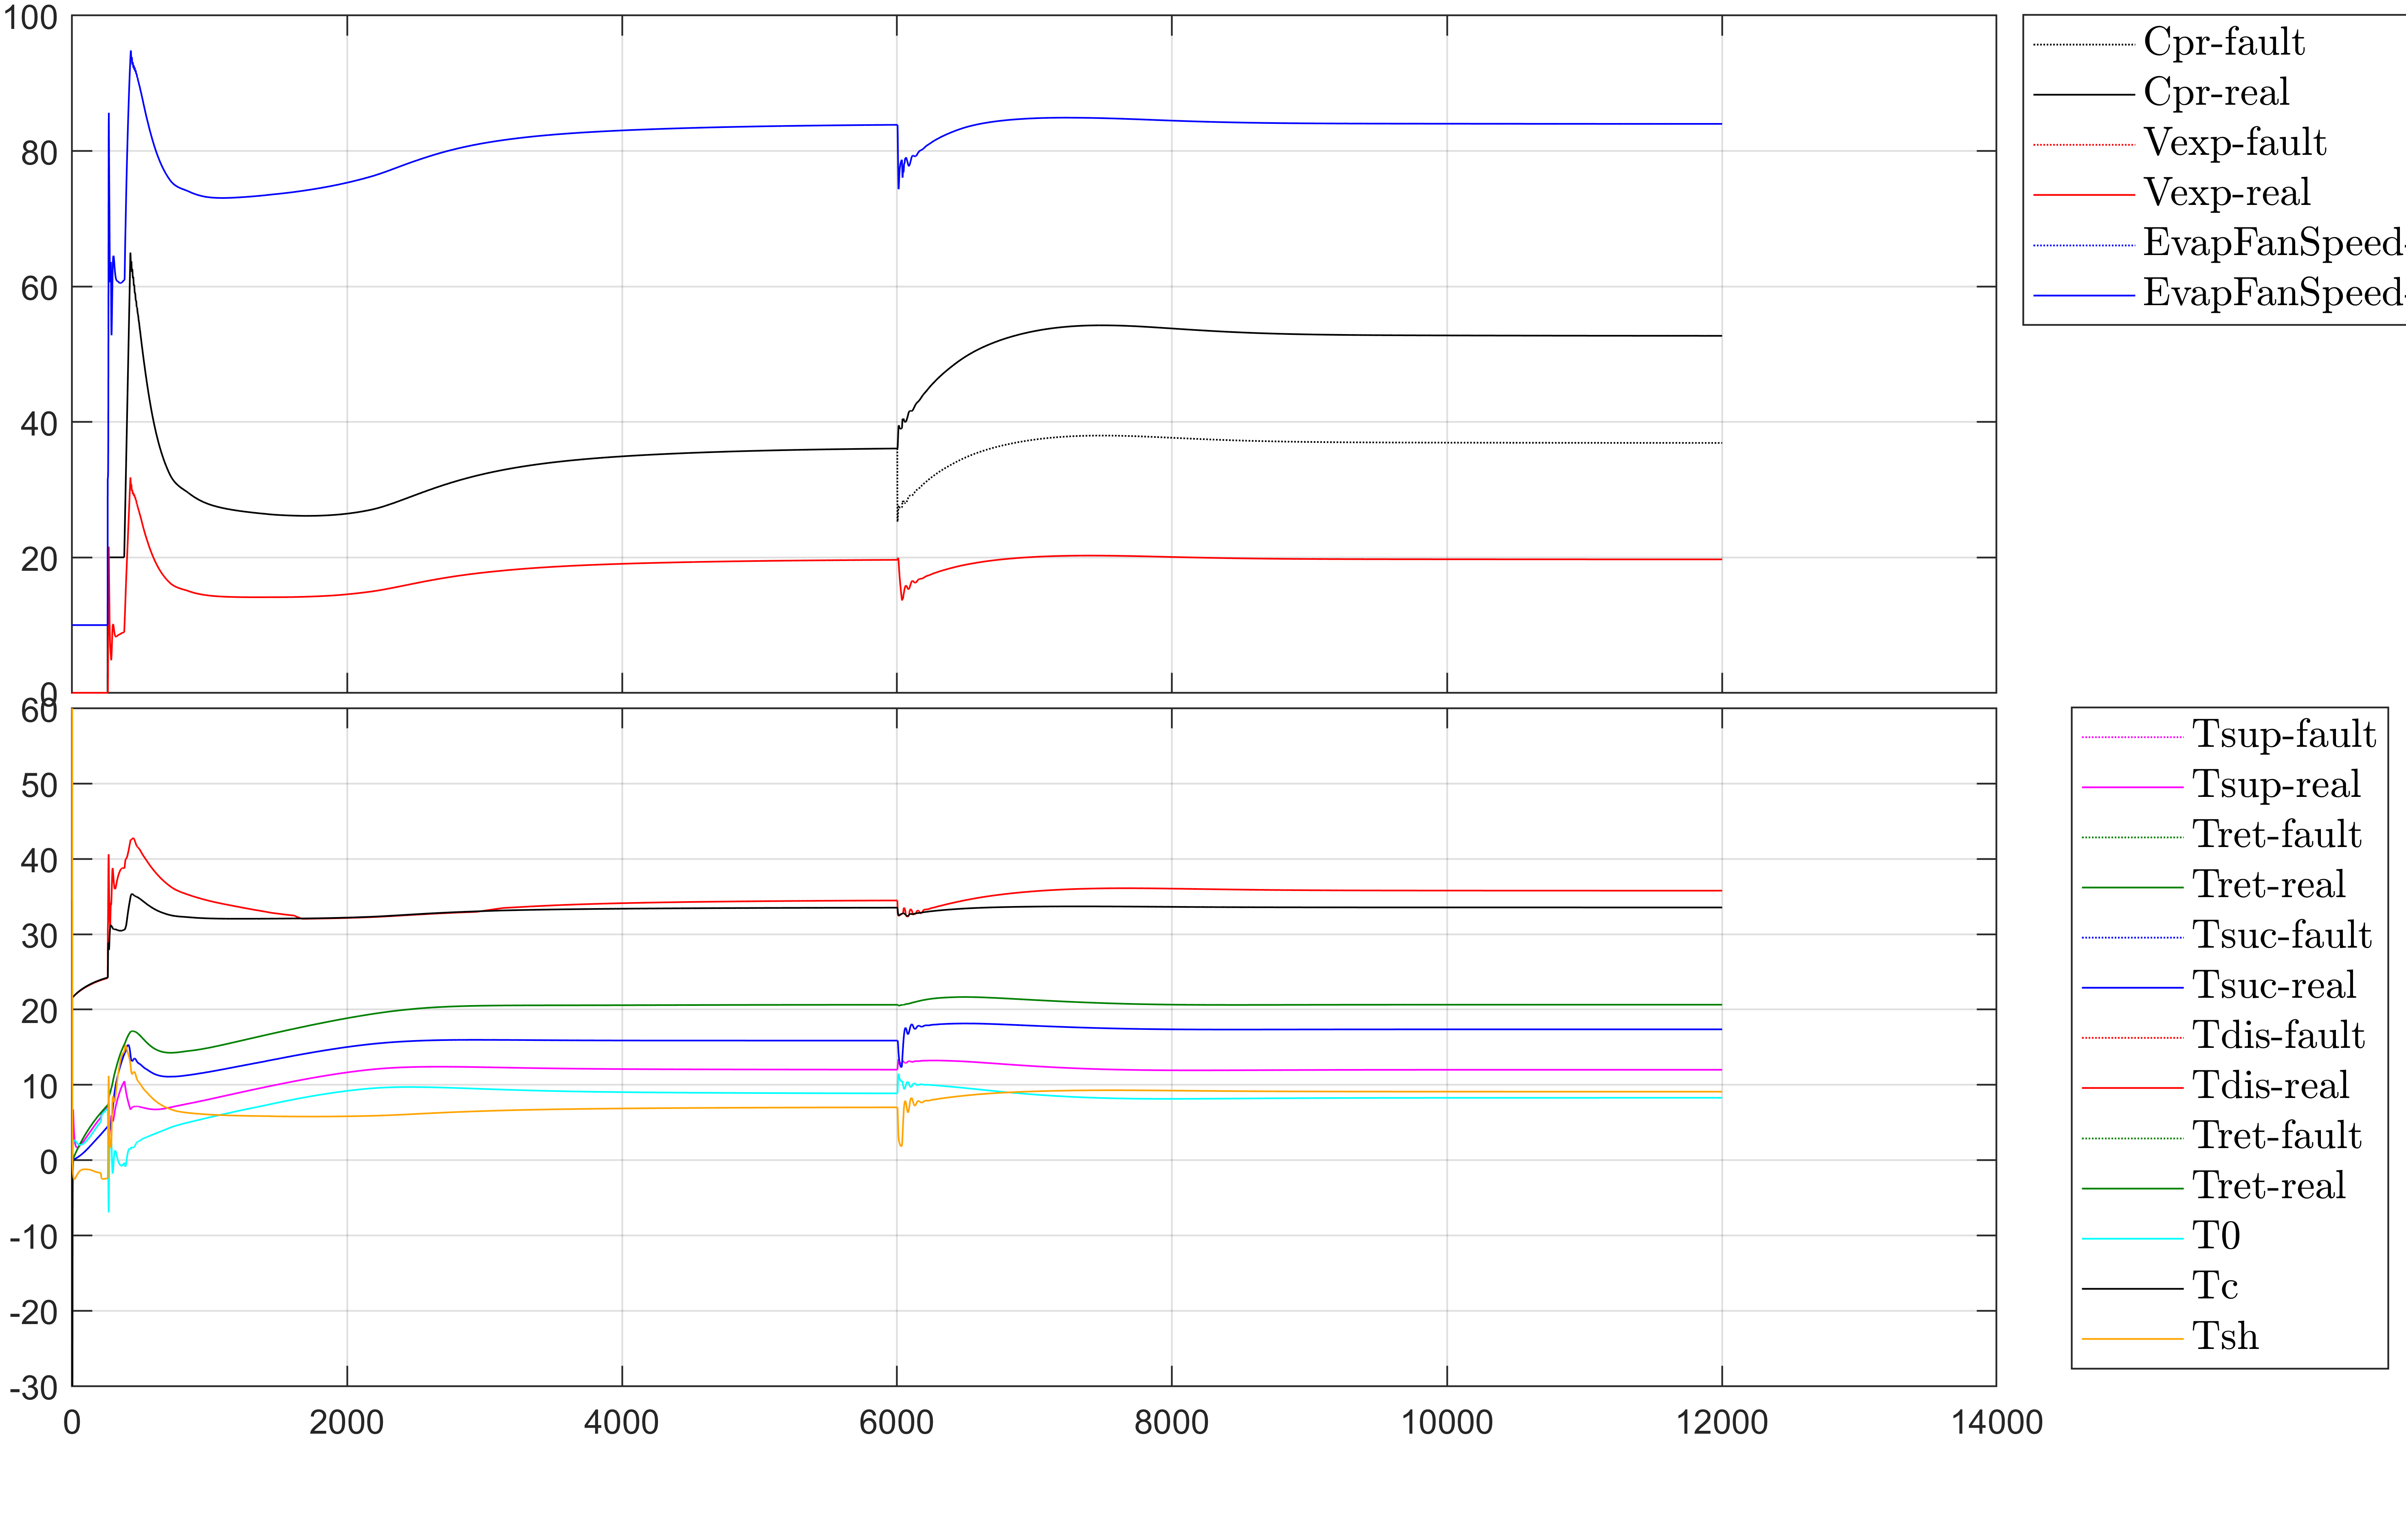 100
80
60
40
20
0
Cpr-fault
Cpr-real
Vexp-fault
Vexp-real
EvapFanSpeed-
EvapFanSpeed-
60
50
40
30
20
10
0
-10
-20
-30
0 2000 4000 6000 8000 10000 12000 14000
Tsup-fault
Tsup-real
Tret-fault
Tret-real
Tsuc-fault
Tsuc-real
Tdis-fault
Tdis-real
Tret-fault
Tret-real
T0
Tc
Tsh